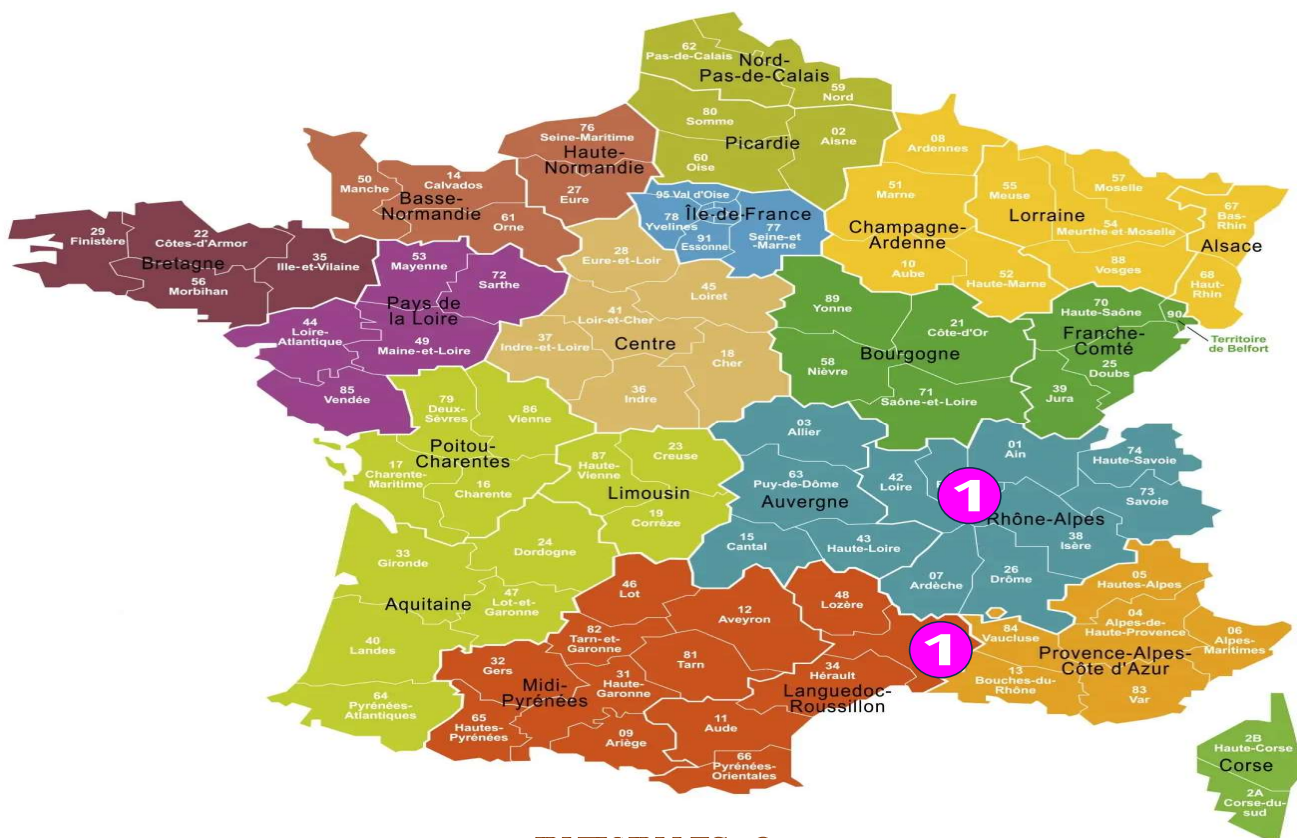 62
Pas-de-Calais
Nord-
Pas-de-Calais
59
Nord
80
Somme
02
Aisne
Picardie
60
Oise
76
Seine-Maritime
Haute-
Normandie
27
Eure
50
Manche
14
Calvados
Basse-
Normandie
61
Orne
08
Ardennes
51
Marne
Champagne-
Ardenne
10
Aube
52
Haute-Marne
55
Meuse
57
Moselle
Lorraine
54
Meurthe-et-Moselle
88
Vosges
67
Bas-
Rhin
Alsace
68
Haut-
Rhin
95 Val d'Oise
Île-de-France
78
Yvelines
91
Essonne
77
Seine-et
-Marne
29
Finistère
22
Côtes-d'Armor
35
Ille-et-Vilaine
Bretagne
56
Morbihan
53
Mayenne
72
Sarthe
Pays de
la Loire
44
Loire-
Atlantique
49
Maine-et-Loire
85
Vendée
28
Eure-et-Loir
45
Loiret
41
Loir-et-Cher
37
Indre-et-Loire
Centre
18
Cher
36
Indre
89
Yonne
21
Côte-d'Or
Bourgogne
58
Nièvre
71
Saône-et-Loire
70
Haute-Saône
90
Territoire
de Belfort
Franche-
Comté
25
Doubs
39
Jura
79
Deux-
Sèvres
86
Vienne
Poitou-
Charentes
17
Charente-
Maritime
16
Charente
23
Creuse
87
Haute-
Vienne
Limousin
19
Corrèze
03
Allier
63
Puy-de-Dôme
Auvergne
15
Cantal
43
Haute-Loire
01
Ain
74
Haute-Savoie
42
Loire
1
73
Savoie
Rhône-Alpes
38
Isère
07
Ardèche
26
Drôme
24
Dordogne
33
Gironde
47
Lot-et-
Garonne
Aquitaine
40
Landes
64
Pyrénées-
Atlantiques
46
Lot
12
Aveyron
82
Tarn-et-
Garonne
32
Gers
81
Tarn
31
Haute-
Garonne
Midi-
Pyrénées
65
Hautes-
Pyrénées
09
Ariège
48
Lozère
1
34
Hérault
Languedoc-
Roussillon
11
Aude
66
Pyrénées-
Orientales
05
Hautes-Alpes
84
Vaucluse
04
Alpes-de-
Haute-Provence
06
Alpes-
Maritimes
Provence-Alpes-
Côte d'Azur
13
Bouches-du-
Rhône
83
Var
2B
Haute-Corse
Corse
2A
Corse-du-
sud